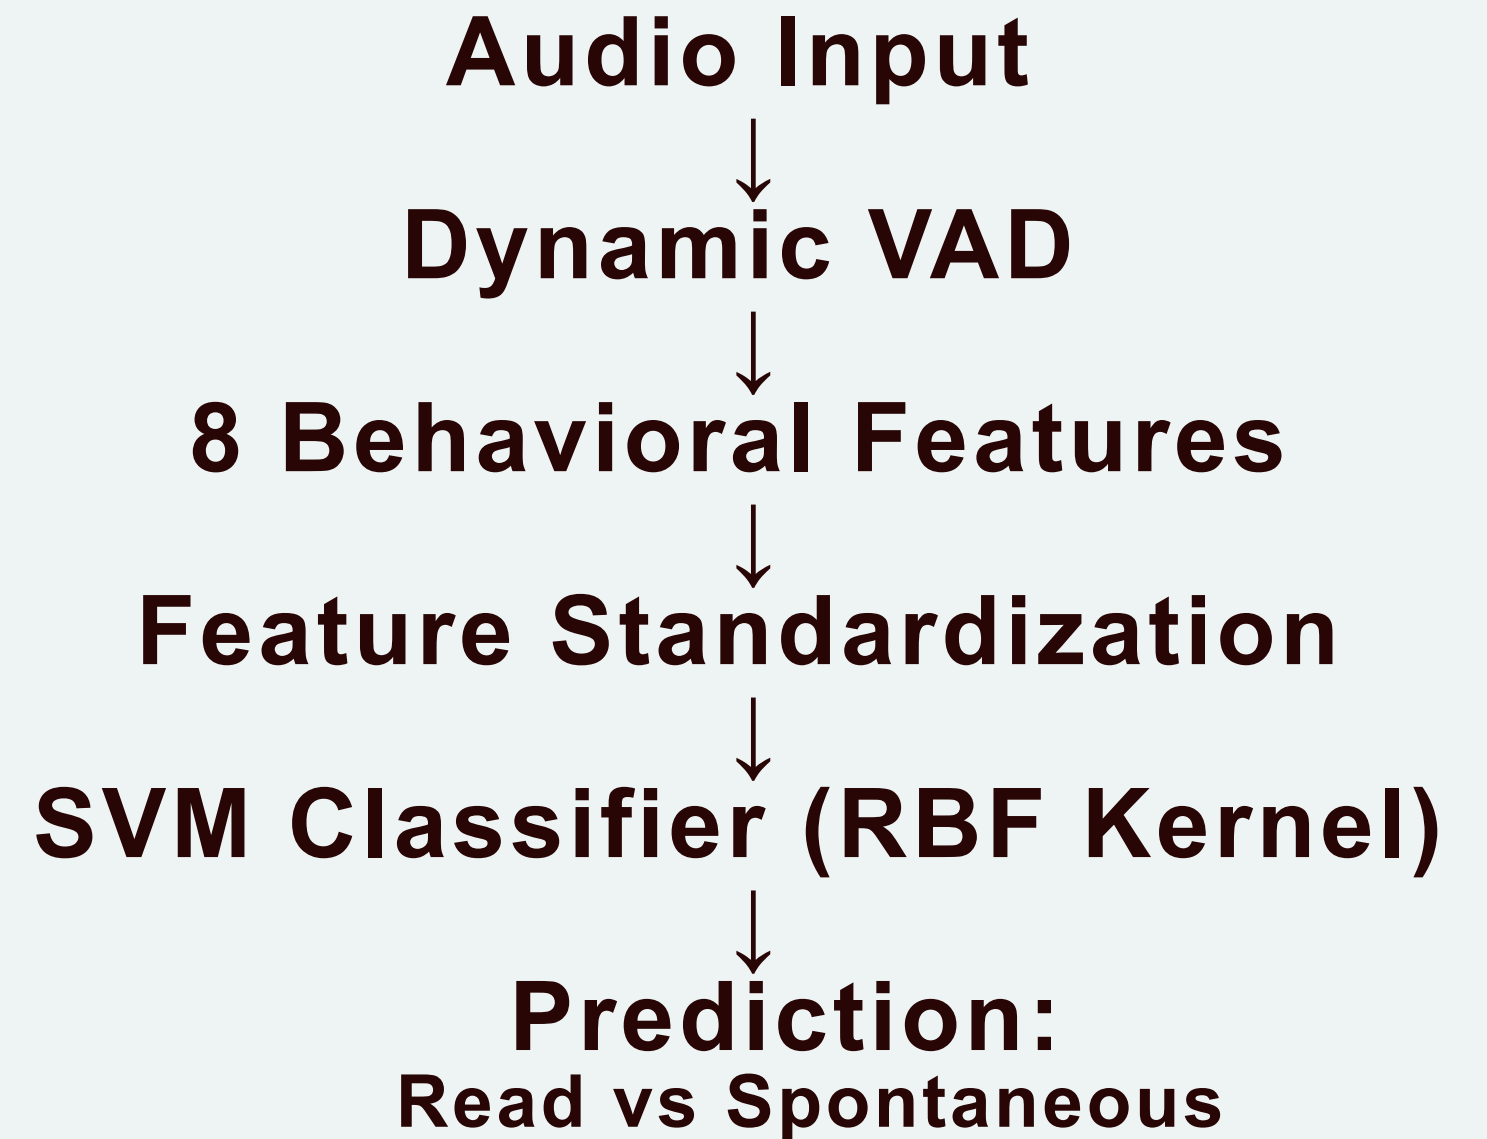 Audio Input
↓
Dynamic VAD
↓
8 Behavioral Features
↓
Feature Standardization
↓
SVM Classifier (RBF Kernel)
↓
Prediction:
Read vs Spontaneous